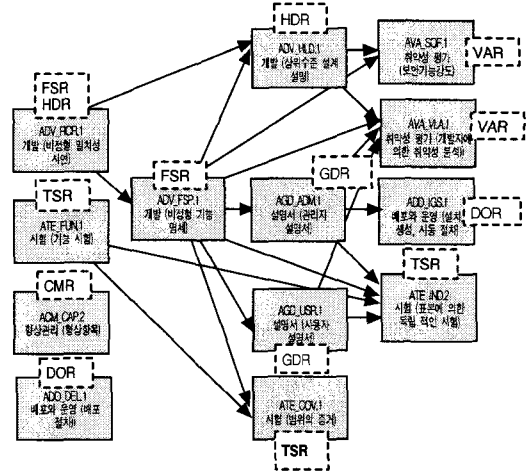 HDR
ADV_HLD.1
개발 (상위수준 설계
설명)
AVA_SOF.1
취약성 평가
(보안기능강도)
VAR
FSR
HDR
ADV_RCR.1
개발 (비정형 일치성
시연)
AVA_VLA.1
취약성 평가 (개발자에
의한 취약성 분석)
VAR
FSR
ADV_FSP.1
개발 (비정형 기능
명세)
GDR
AGD_ADM.1
설명서 (관리자
설명서)
ADO_IGS.1
배포와 운영 (설치,
생성, 시동 절차)
DOR
TSR
ATE_FUN.1
시험 (기능 시험)
TSR
ATE_IND.2
시험 (표본에 의한
독립 적인 시험)
CMR
ACM_CAP.2
형상관리 (형상항목)
AGD_USR.1
설명서 (사용자
설명서)
GDR
DOR
ADO_DEL.1
배포와 운영 (배포
절차)
ATE_COV.1
시험 (범위의 증거)
TSR